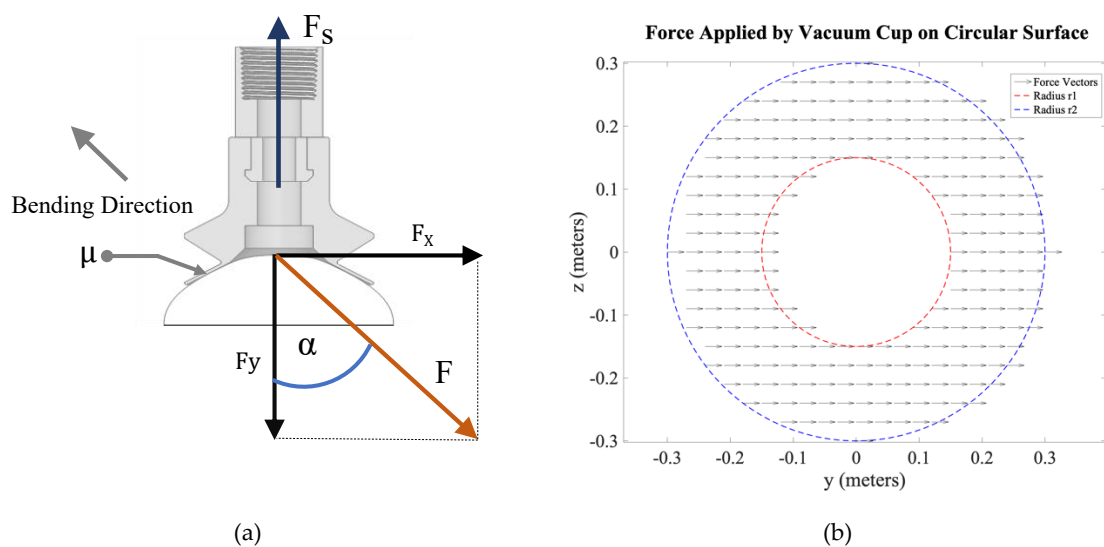 F_S
Bending Direction
μ
F_X
Fy
α
F
(a)
Force Applied by Vacuum Cup on Circular Surface
Force Vectors
Radius r1
Radius r2
z (meters)
0.3
0.2
0.1
0
-0.1
-0.2
-0.3
-0.3
-0.2
-0.1
0
0.1
0.2
0.3
y (meters)
(b)